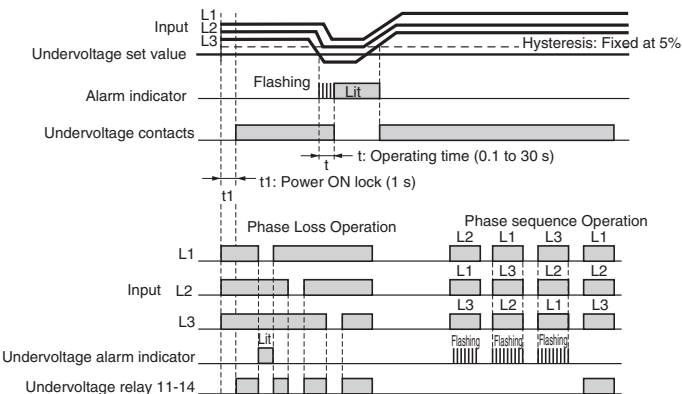 L1
Input L2
L3
Hysteresis: Fixed at 5%
Undervoltage set value
Flashing
Alarm indicator
Lit
Undervoltage contacts
t
t: Operating time (0.1 to 30 s)
t1: Power ON lock (1 s)
t1
Phase Loss Operation
Phase sequence Operation
L2 L1 L3 L1
L1
L1 L3 L2 L2
Input L2
L3 L2 L1 L3
L3
Lit
Flashing Flashing Flashing
Undervoltage alarm indicator
Undervoltage relay 11-14